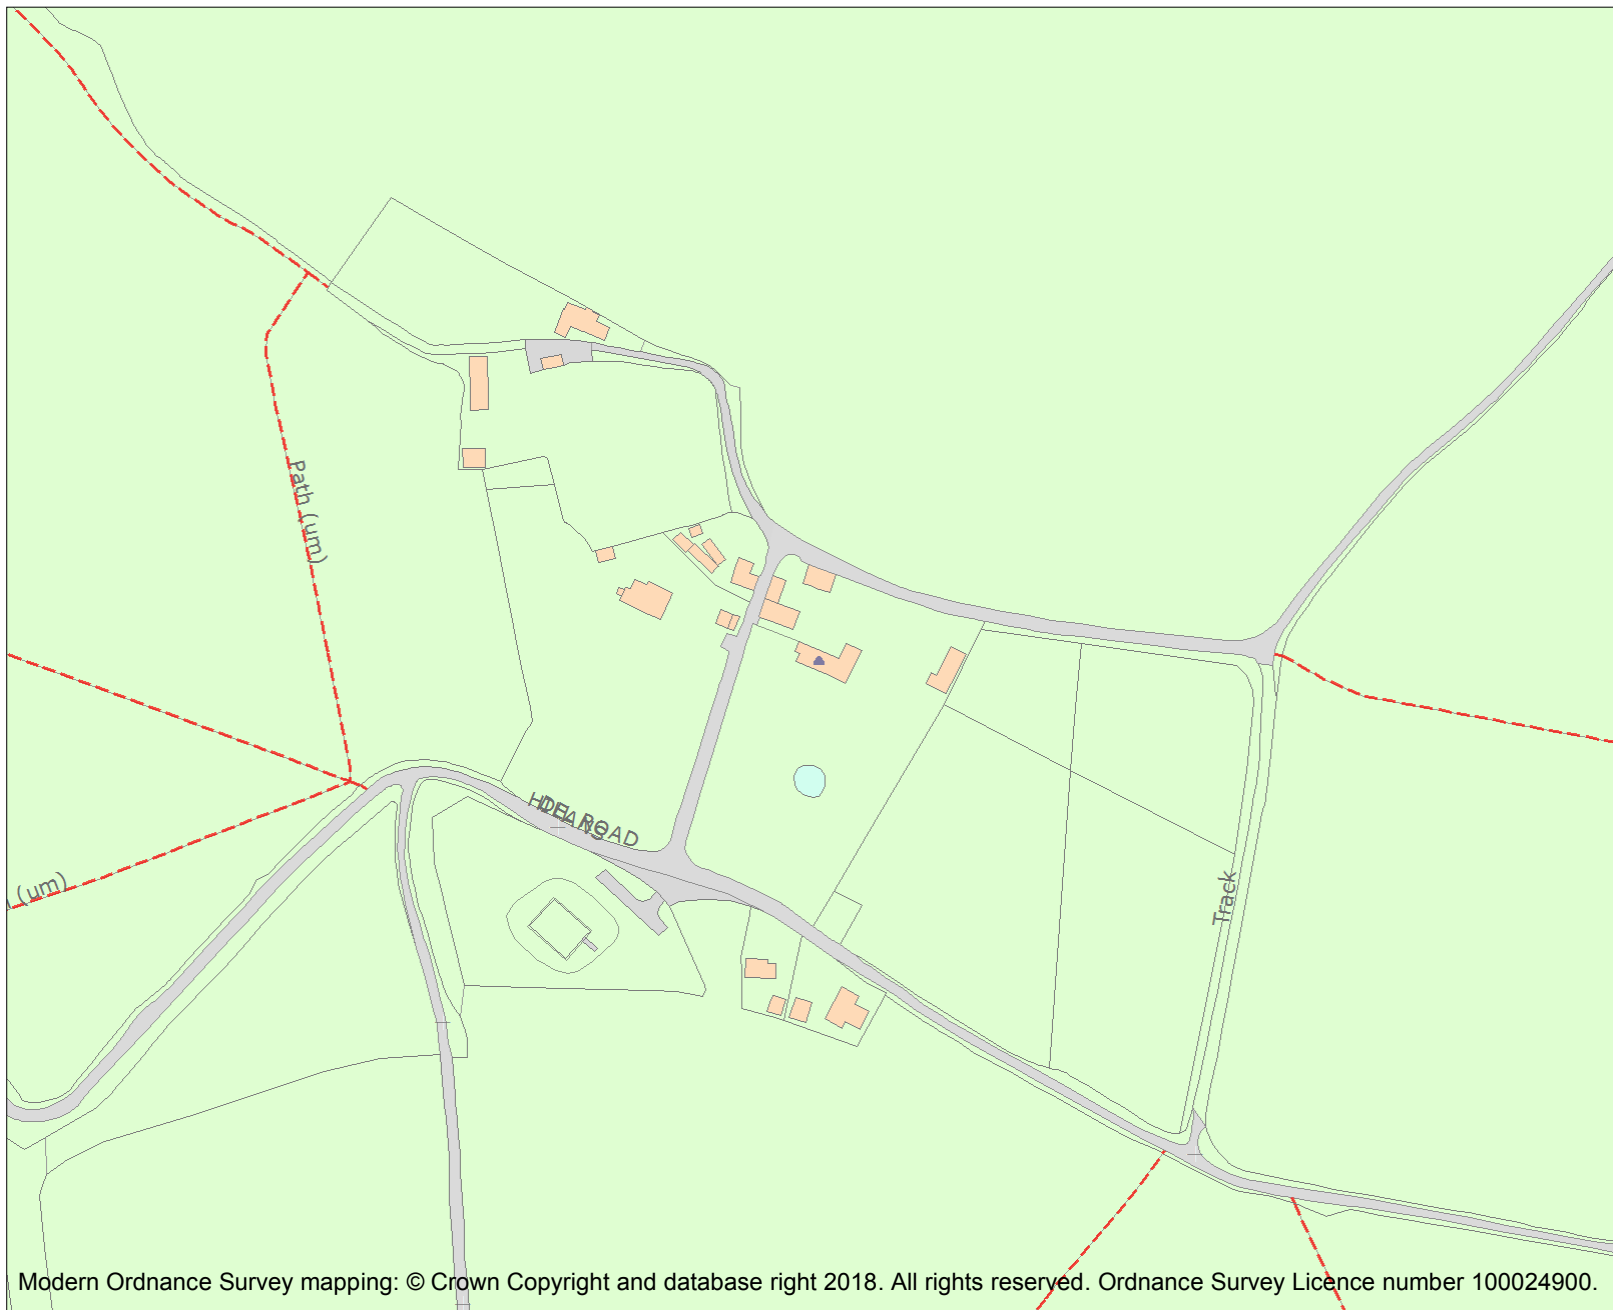 Path (um)
(um)
ROAD
Track
Modern Ordnance Survey mapping: © Crown Copyright and database right 2018. All rights reserved. Ordnance Survey Licence number 100024900.